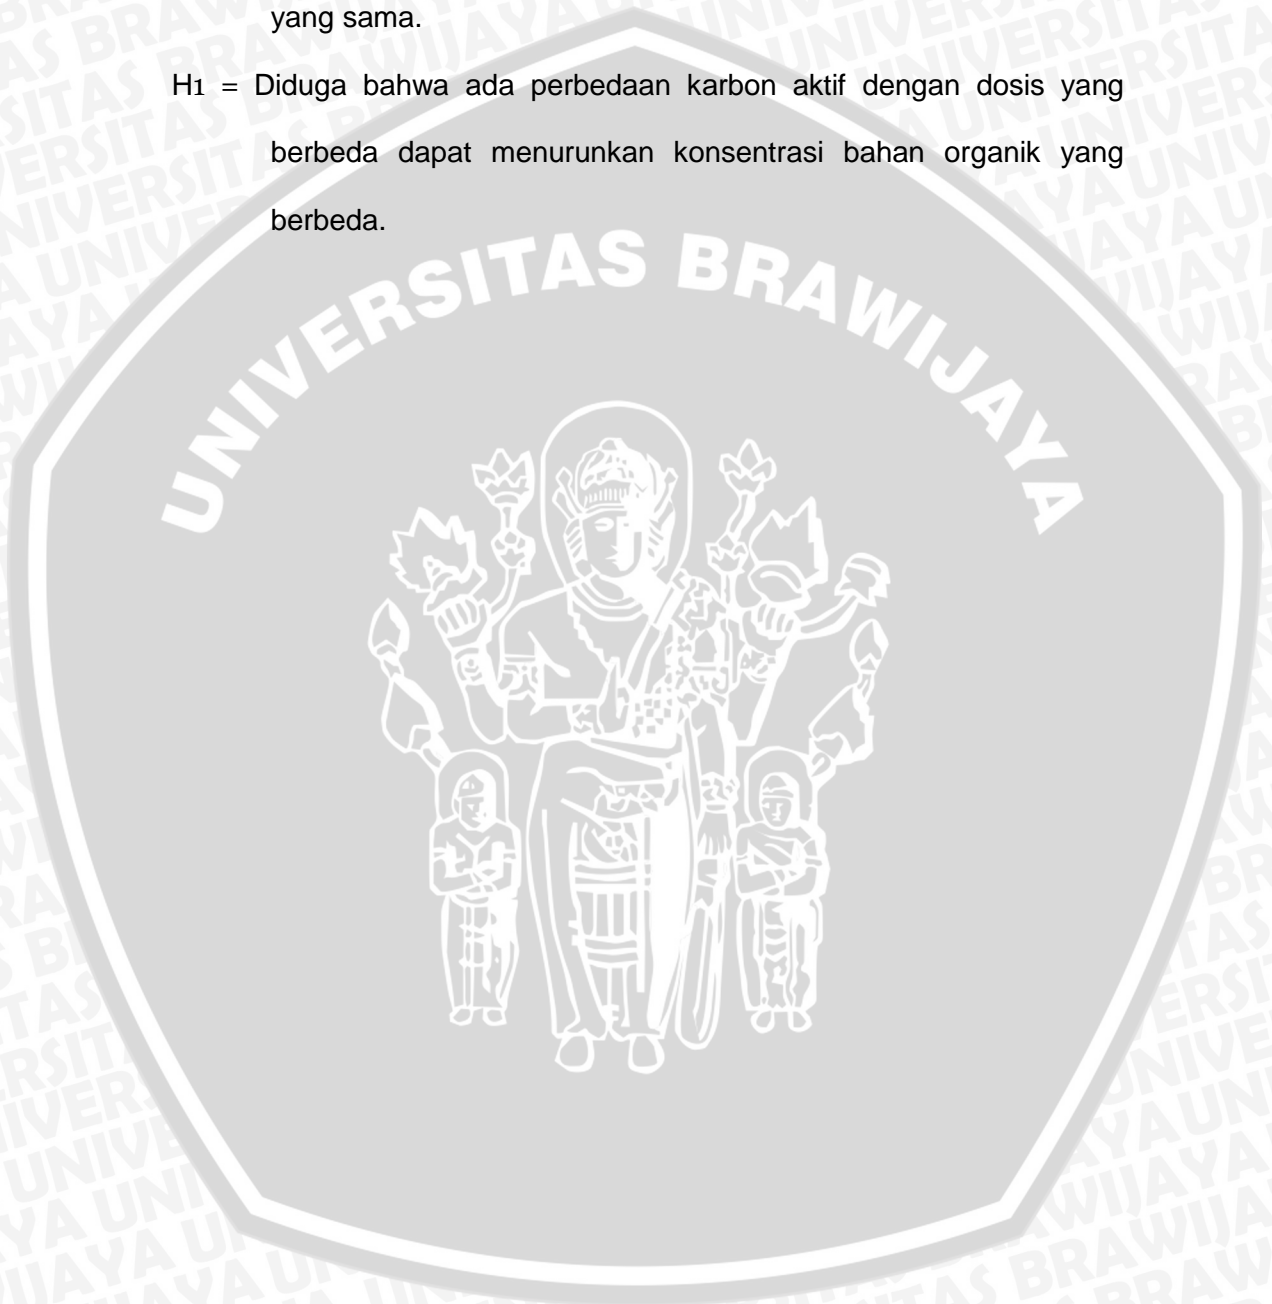 yang sama.
H1 = Diduga bahwa ada perbedaan karbon aktif dengan dosis yang
berbeda dapat menurunkan konsentrasi bahan organik yang
berbeda.
UNIVERSITAS BRAWIJAYA